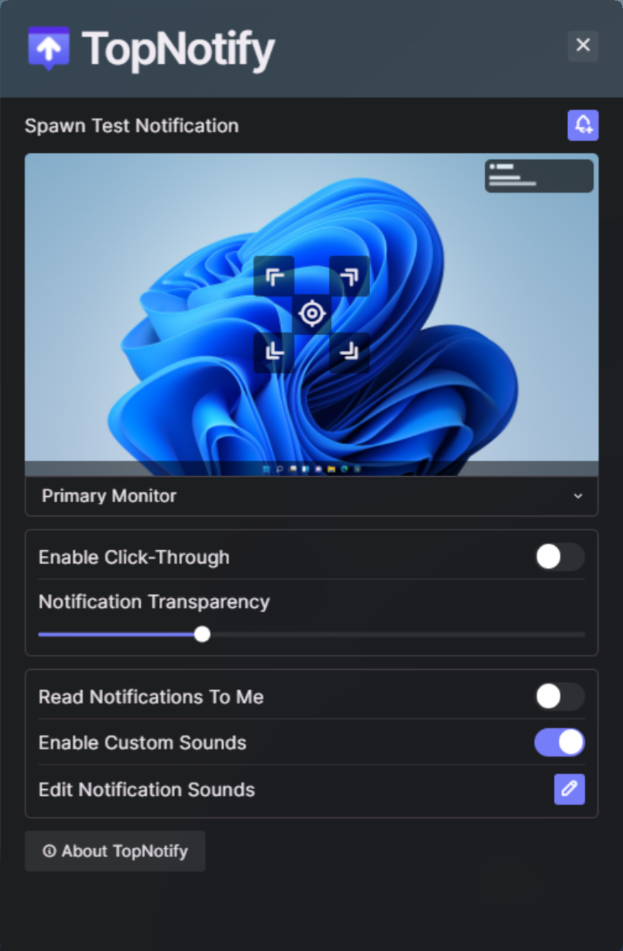 TopNotify
Spawn Test Notification
Primary Monitor
Enable Click-Through
Notification Transparency
Read Notifications To Me
Enable Custom Sounds
Edit Notification Sounds
About TopNotify